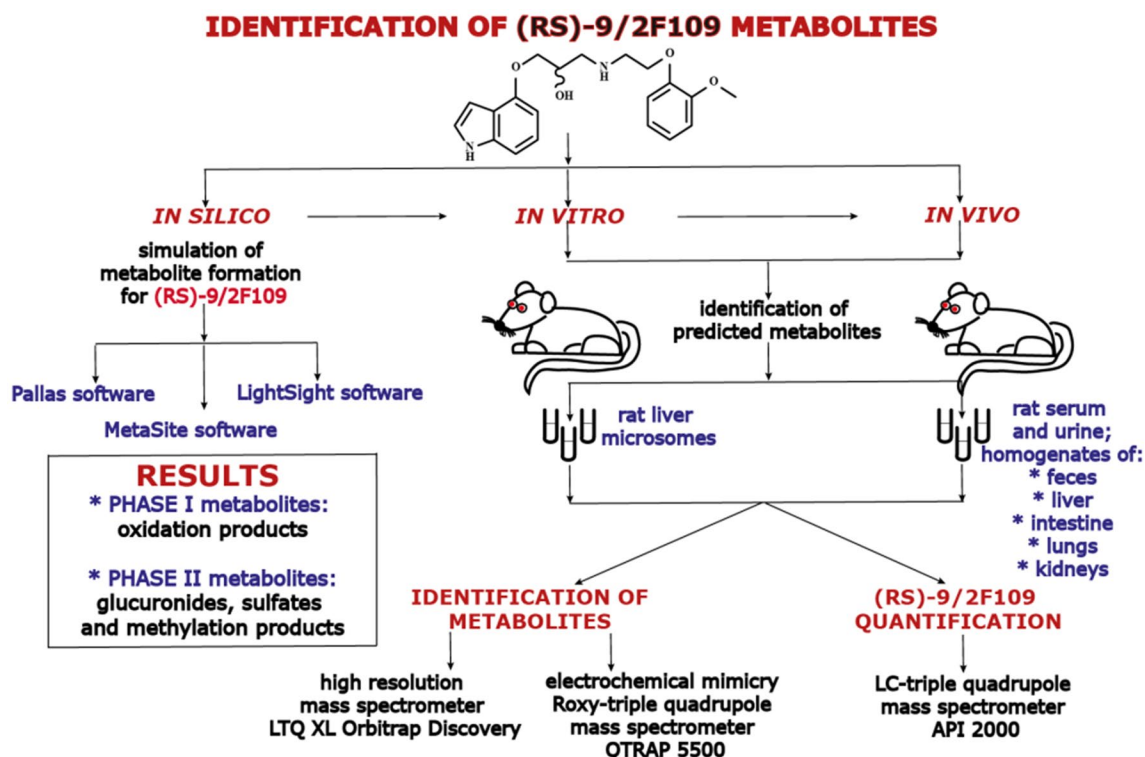 IDENTIFICATION OF (RS)-9/2F109 METABOLITES
O
OH
N
H
O
O
N
H
IN SILICO
IN VITRO
IN VIVO
simulation of
metabolite formation
for (RS)-9/2F109
identification of
predicted metabolites
Pallas software
LightSight software
MetaSite software
rat liver
microsomes
rat serum
and urine;
homogenates of:
* feces
* liver
* intestine
* lungs
* kidneys
RESULTS
* PHASE I metabolites:
oxidation products
* PHASE II metabolites:
glucuronides, sulfates
and methylation products
IDENTIFICATION OF
METABOLITES
(RS)-9/2F109
QUANTIFICATION
high resolution
mass spectrometer
LTQ XL Orbitrap Discovery
electrochemical mimicry
Roxy-triple quadrupole
mass spectrometer
OTRAP 5500
LC-triple quadrupole
mass spectrometer
API 2000